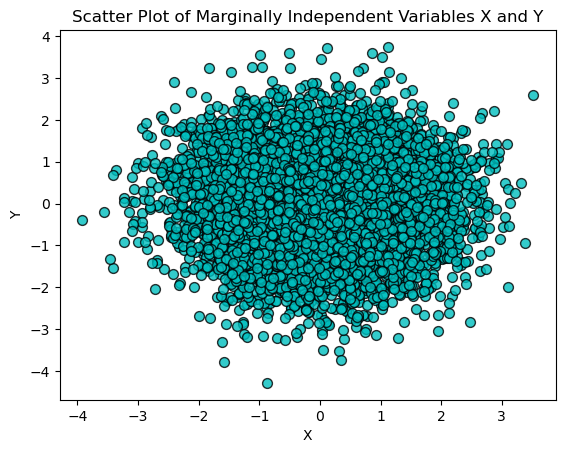 Scatter Plot of Marginally Independent Variables X and Y
4
3
2
1
0
−1
−2
−3
−4
Y
−4 −3 −2 −1 0 1 2 3
X